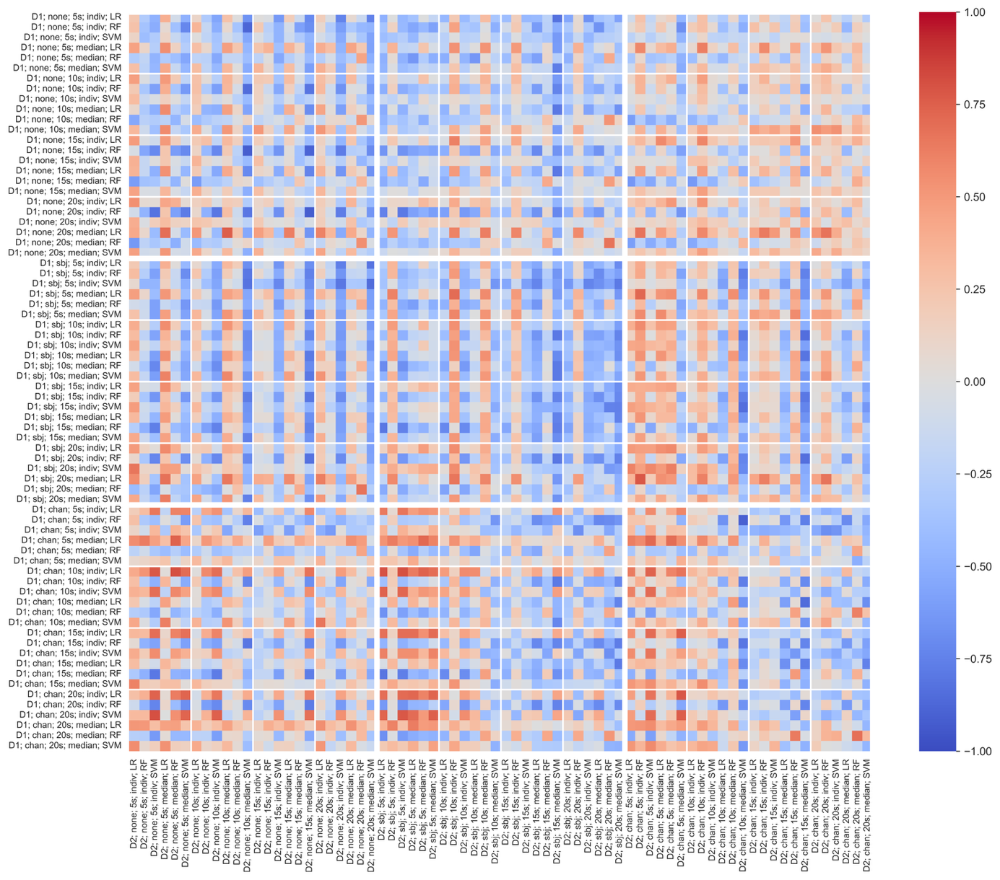 D1; none; 5s; indiv; LR
D1; none; 5s; indiv; RF
D1; none; 5s; indiv; SVM
D1; none; 5s; median; LR
D1; none; 5s; median; RF
D1; none; 5s; median; SVM
D1; none; 10s; indiv; LR
D1; none; 10s; indiv; RF
D1; none; 10s; indiv; SVM
D1; none; 10s; median; LR
D1; none; 10s; median; RF
D1; none; 10s; median; SVM
D1; none; 15s; indiv; LR
D1; none; 15s; indiv; RF
D1; none; 15s; indiv; SVM
D1; none; 15s; median; LR
D1; none; 15s; median; RF
D1; none; 15s; median; SVM
D1; none; 20s; indiv; LR
D1; none; 20s; indiv; RF
D1; none; 20s; indiv; SVM
D1; none; 20s; median; LR
D1; none; 20s; median; RF
D1; none; 20s; median; SVM
D1; sbj; 5s; indiv; LR
D1; sbj; 5s; indiv; RF
D1; sbj; 5s; indiv; SVM
D1; sbj; 5s; median; LR
D1; sbj; 5s; median; RF
D1; sbj; 5s; median; SVM
D1; sbj; 10s; indiv; LR
D1; sbj; 10s; indiv; RF
D1; sbj; 10s; indiv; SVM
D1; sbj; 10s; median; LR
D1; sbj; 10s; median; RF
D1; sbj; 10s; median; SVM
D1; sbj; 15s; indiv; LR
D1; sbj; 15s; indiv; RF
D1; sbj; 15s; indiv; SVM
D1; sbj; 15s; median; LR
D1; sbj; 15s; median; RF
D1; sbj; 15s; median; SVM
D1; sbj; 20s; indiv; LR
D1; sbj; 20s; indiv; RF
D1; sbj; 20s; indiv; SVM
D1; sbj; 20s; median; LR
D1; sbj; 20s; median; RF
D1; sbj; 20s; median; SVM
D1; chan; 5s; indiv; LR
D1; chan; 5s; indiv; RF
D1; chan; 5s; indiv; SVM
D1; chan; 5s; median; LR
D1; chan; 5s; median; RF
D1; chan; 5s; median; SVM
D1; chan; 10s; indiv; LR
D1; chan; 10s; indiv; RF
D1; chan; 10s; indiv; SVM
D1; chan; 10s; median; LR
D1; chan; 10s; median; RF
D1; chan; 10s; median; SVM
D1; chan; 15s; indiv; LR
D1; chan; 15s; indiv; RF
D1; chan; 15s; indiv; SVM
D1; chan; 15s; median; LR
D1; chan; 15s; median; RF
D1; chan; 15s; median; SVM
D1; chan; 20s; indiv; LR
D1; chan; 20s; indiv; RF
D1; chan; 20s; indiv; SVM
D1; chan; 20s; median; LR
D1; chan; 20s; median; RF
D1; chan; 20s; median; SVM
D2; none; 5s; indiv; LR
D2; none; 5s; indiv; RF
D2; none; 5s; indiv; SVM
D2; none; 5s; median; LR
D2; none; 5s; median; RF
D2; none; 5s; median; SVM
D2; none; 10s; indiv; LR
D2; none; 10s; indiv; RF
D2; none; 10s; indiv; SVM
D2; none; 10s; median; LR
D2; none; 10s; median; RF
D2; none; 10s; median; SVM
D2; none; 15s; indiv; LR
D2; none; 15s; indiv; RF
D2; none; 15s; indiv; SVM
D2; none; 15s; median; LR
D2; none; 15s; median; RF
D2; none; 15s; median; SVM
D2; none; 20s; indiv; LR
D2; none; 20s; indiv; RF
D2; none; 20s; indiv; SVM
D2; none; 20s; median; LR
D2; none; 20s; median; RF
D2; none; 20s; median; SVM
D2; sbj; 5s; indiv; LR
D2; sbj; 5s; indiv; RF
D2; sbj; 5s; indiv; SVM
D2; sbj; 5s; median; LR
D2; sbj; 5s; median; RF
D2; sbj; 5s; median; SVM
D2; sbj; 10s; indiv; LR
D2; sbj; 10s; indiv; RF
D2; sbj; 10s; indiv; SVM
D2; sbj; 10s; median; LR
D2; sbj; 10s; median; RF
D2; sbj; 10s; median; SVM
D2; sbj; 15s; indiv; LR
D2; sbj; 15s; indiv; RF
D2; sbj; 15s; indiv; SVM
D2; sbj; 15s; median; LR
D2; sbj; 15s; median; RF
D2; sbj; 15s; median; SVM
D2; sbj; 20s; indiv; LR
D2; sbj; 20s; indiv; RF
D2; sbj; 20s; indiv; SVM
D2; sbj; 20s; median; LR
D2; sbj; 20s; median; RF
D2; sbj; 20s; median; SVM
D2; chan; 5s; indiv; LR
D2; chan; 5s; indiv; RF
D2; chan; 5s; indiv; SVM
D2; chan; 5s; median; LR
D2; chan; 5s; median; RF
D2; chan; 5s; median; SVM
D2; chan; 10s; indiv; LR
D2; chan; 10s; indiv; RF
D2; chan; 10s; indiv; SVM
D2; chan; 10s; median; LR
D2; chan; 10s; median; RF
D2; chan; 10s; median; SVM
D2; chan; 15s; indiv; LR
D2; chan; 15s; indiv; RF
D2; chan; 15s; indiv; SVM
D2; chan; 15s; median; LR
D2; chan; 15s; median; RF
D2; chan; 15s; median; SVM
D2; chan; 20s; indiv; LR
D2; chan; 20s; indiv; RF
D2; chan; 20s; indiv; SVM
D2; chan; 20s; median; LR
D2; chan; 20s; median; RF
D2; chan; 20s; median; SVM
1.00
0.75
0.50
0.25
0.00
−0.25
−0.50
−0.75
−1.00